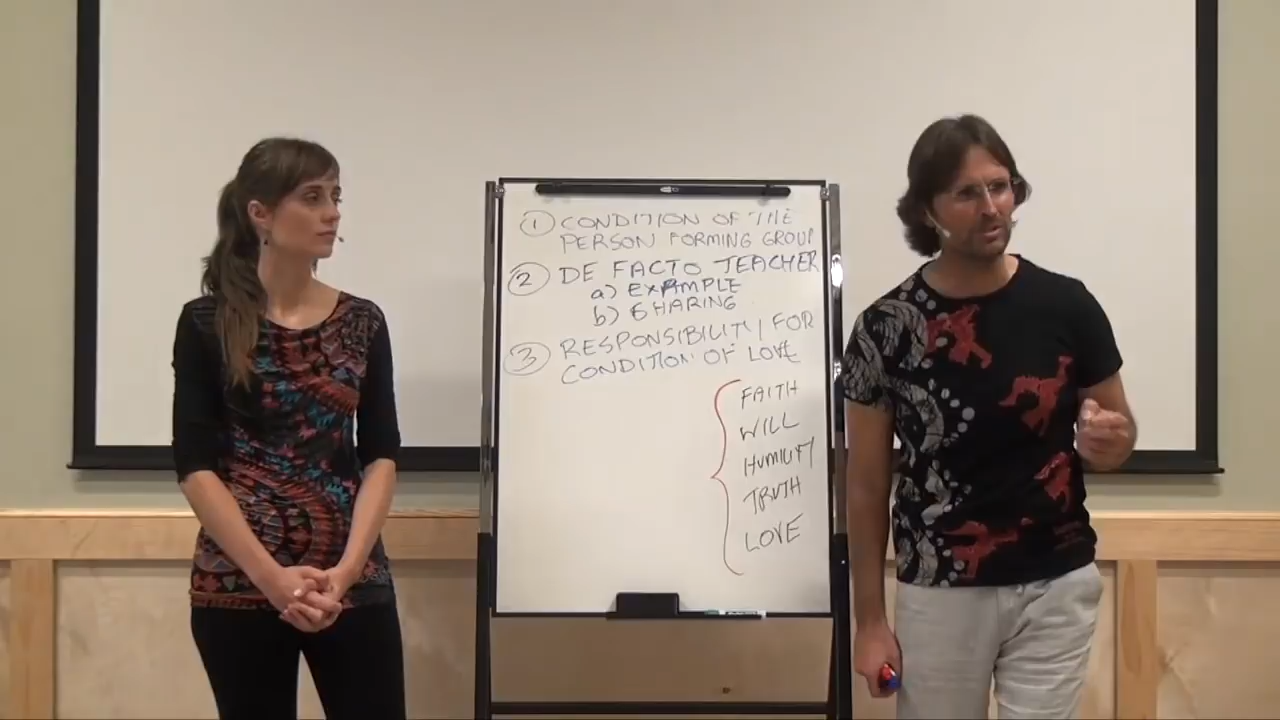 ① CONDITION OF THE
PERSON FORMING GROUP
② DE FACTO TEACHER
a) EXAMPLE
b) SHARING
③ RESPONSIBILITY FOR
CONDITION OF LOVE
FAITH
WILL
HUMILITY
TRUTH
LOVE